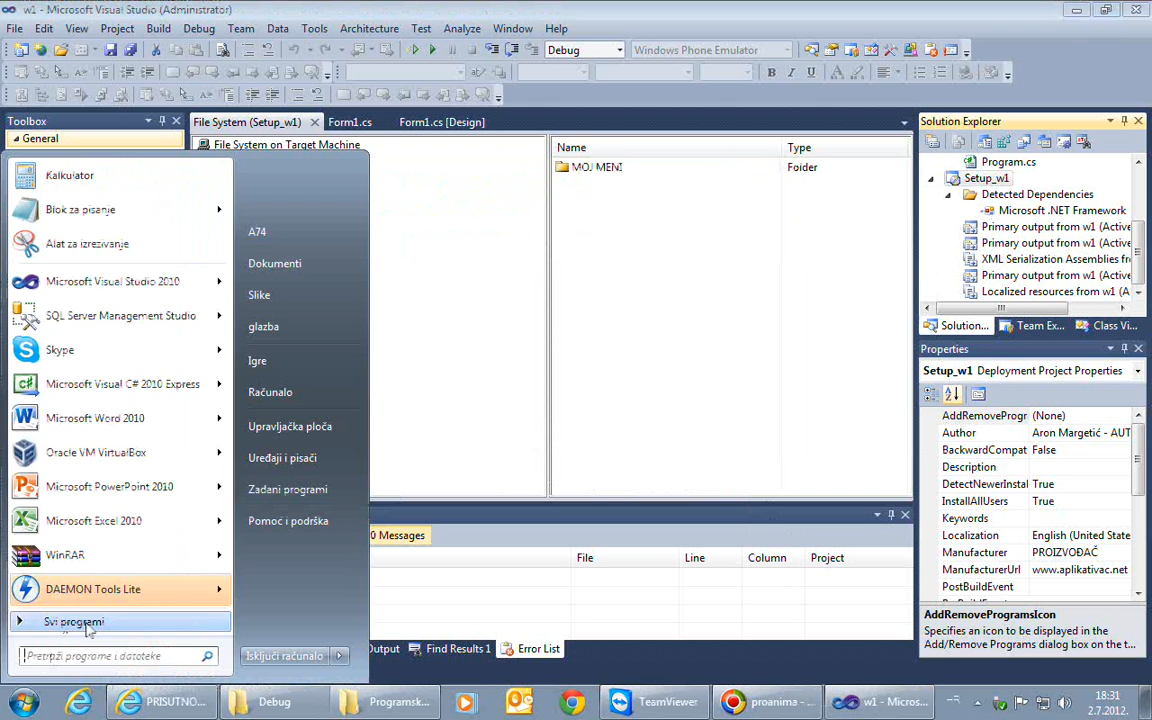 w1 - Microsoft Visual Studio (Administrator)
File Edit View Project Build Debug Team Data Tools Architecture Test Analyze Window Help
Debug Windows Phone Emulator
Toolbox
General
File System (Setup_w1) Form1.cs Form1.cs [Design]
File System on Target Machine
Name Type
MOJ MENI Folder
Solution Explorer
Program.cs
Setup_w1
Detected Dependencies
Microsoft .NET Framework
Primary output from w1 (Active
Primary output from w1 (Active
XML Serialization Assemblies fr
Primary output from w1 (Active
Localized resources from w1 (A
Solution... Team Ex... Class Vi...
Properties
Setup_w1 Deployment Project Properties
AddRemoveProgr (None)
Author Aron Margetić - AUT
BackwardCompat False
Description
DetectNewerInstal True
InstallAllUsers True
Keywords
Localization English (United State
Manufacturer PROIZVOĐAČ
ManufacturerUrl www.aplikativac.net
PostBuildEvent
AddRemoveProgramsIcon
Specifies an icon to be displayed in the
Add/Remove Programs dialog box on the t...
Kalkulator
Blok za pisanje
Alat za izrezivanje
Microsoft Visual Studio 2010
SQL Server Management Studio
Skype
Microsoft Visual C# 2010 Express
Microsoft Word 2010
Oracle VM VirtualBox
Microsoft PowerPoint 2010
Microsoft Excel 2010
WinRAR
DAEMON Tools Lite
Svi programi
Pretraži programe i datoteke
A74
Dokumenti
Slike
glazba
Igre
Računalo
Upravljačka ploča
Uređaji i pisači
Zadani programi
Pomoć i podrška
Isključi računalo
0 Messages
File Line Column Project
Output Find Results 1 Error List
PRISUTNO... Debug Programsk... TeamViewer proanima - ... w1 - Micros...
18:31
2.7.2012.